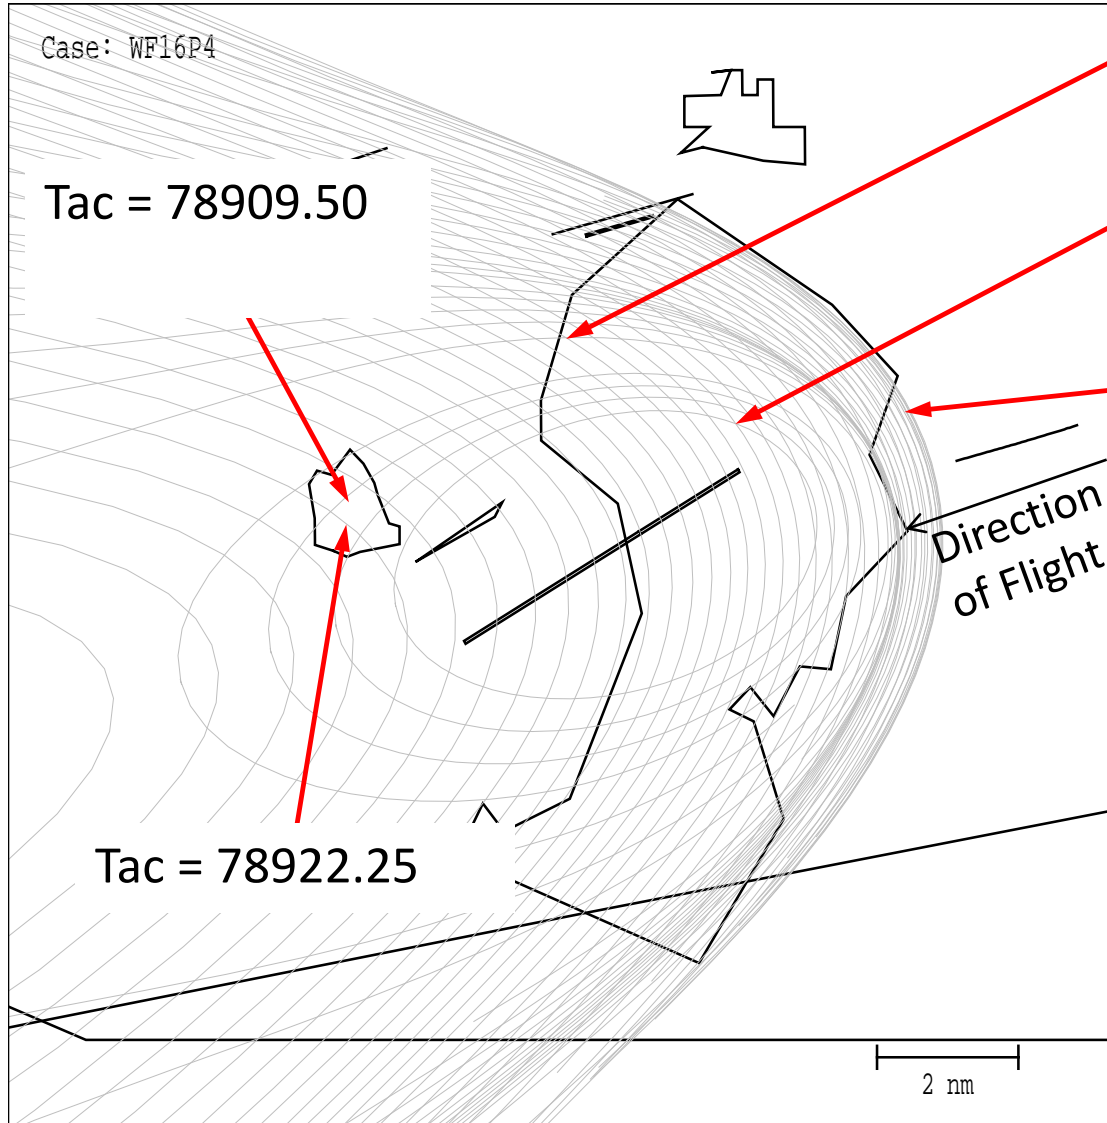 Case: WF16P4
Tac = 78909.50
Direction
of Flight
Tac = 78922.25
2 nm